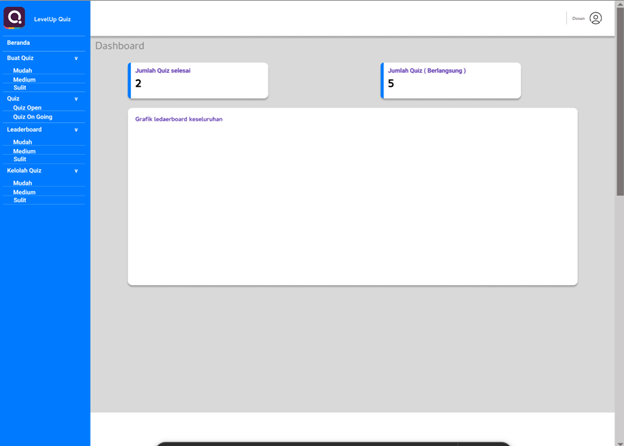 LevelUp Quiz
Dosen
Beranda
Buat Quiz
Mudah
Medium
Sulit
Quiz
Quiz Open
Quiz On Going
Leaderboard
Mudah
Medium
Sulit
Kelolah Quiz
Mudah
Medium
Sulit
Dashboard
Jumlah Quiz selesai
2
Jumlah Quiz ( Berlangsung )
5
Grafik ledaerboard keseluruhan